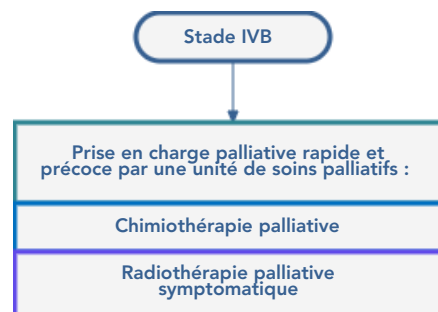 Stade IVB
Prise en charge palliative rapide et
précoce par une unité de soins palliatifs :
Chimiothérapie palliative
Radiothérapie palliative
symptomatique